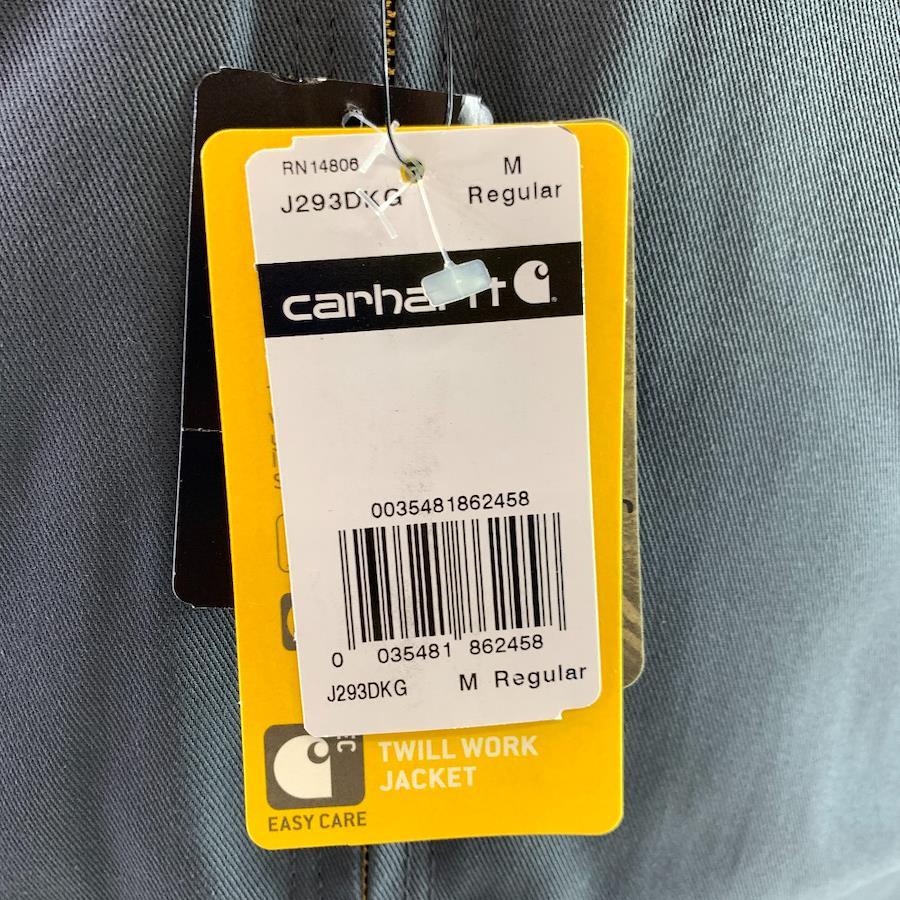 RN14806
J293DKG
M
Regular
carhartt
0035481862458
0 035481 862458
J293DKG M Regular
TWILL WORK
JACKET
EASY CARE